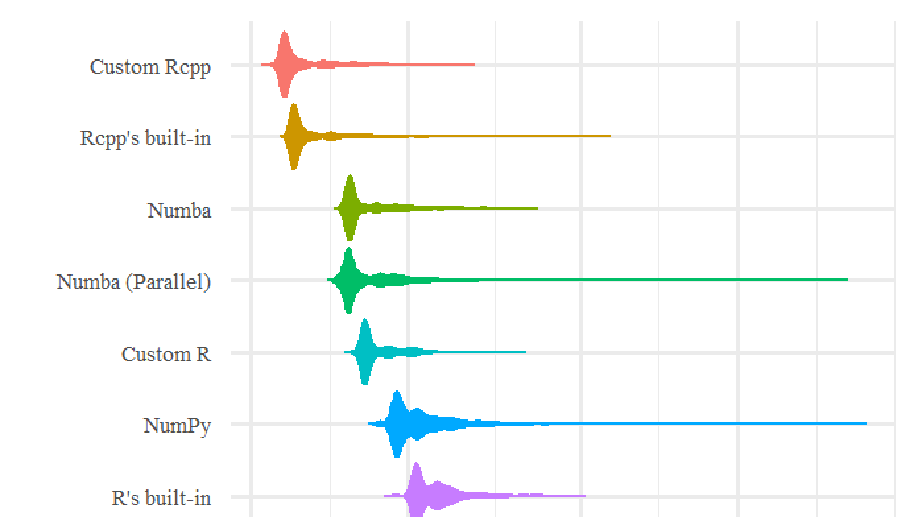 Custom Rcpp
Rcpp's built-in
Numba
Numba (Parallel)
Custom R
NumPy
R's built-in